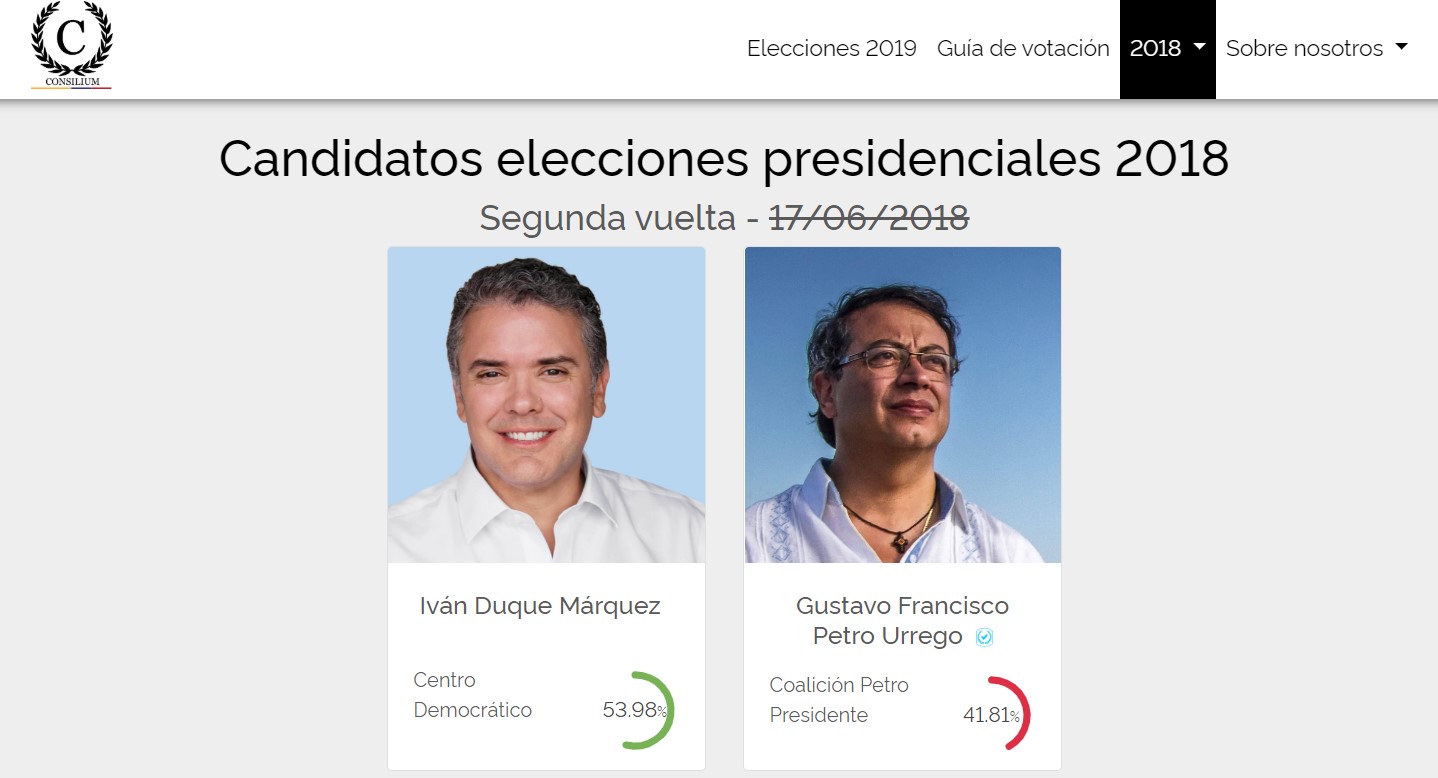 C
CONSILIUM
Elecciones 2019 Guía de votación 2018 Sobre nosotros
Candidatos elecciones presidenciales 2018
Segunda vuelta - 17/06/2018
Iván Duque Márquez
Centro
Democrático
53.98%
Gustavo Francisco
Petro Urrego
Coalición Petro
Presidente
41.81%